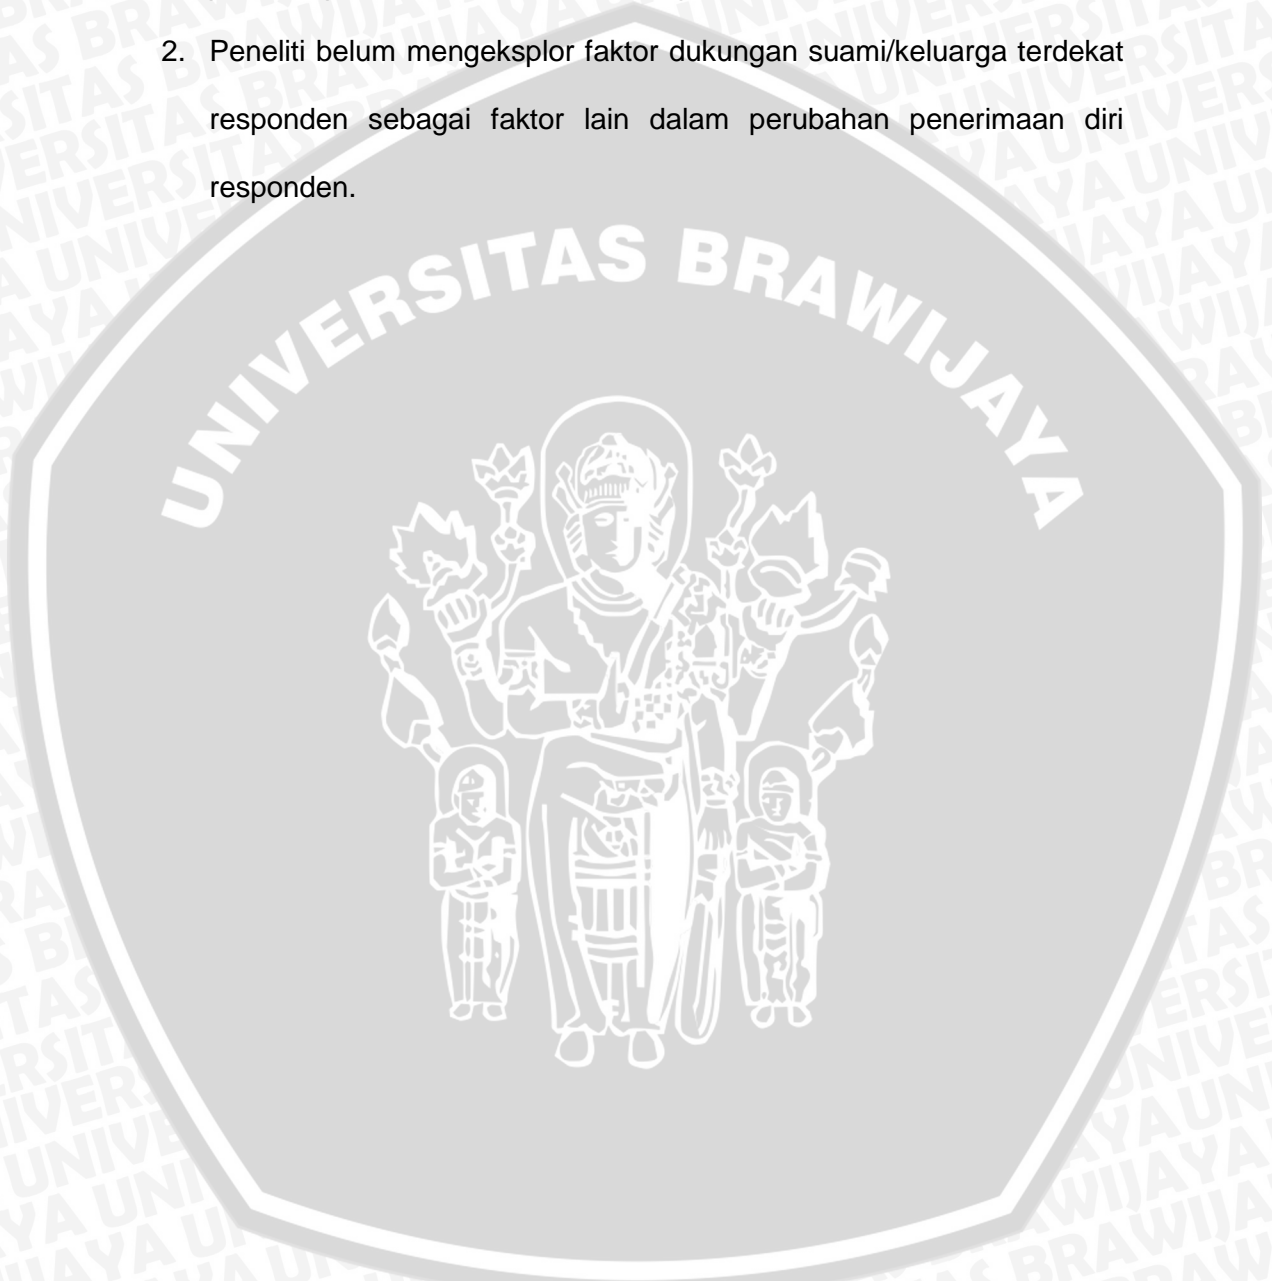 2. Peneliti belum mengeksplor faktor dukungan suami/keluarga terdekat
responden sebagai faktor lain dalam perubahan penerimaan diri
responden.
UNIVERSITAS BRAWIJAYA